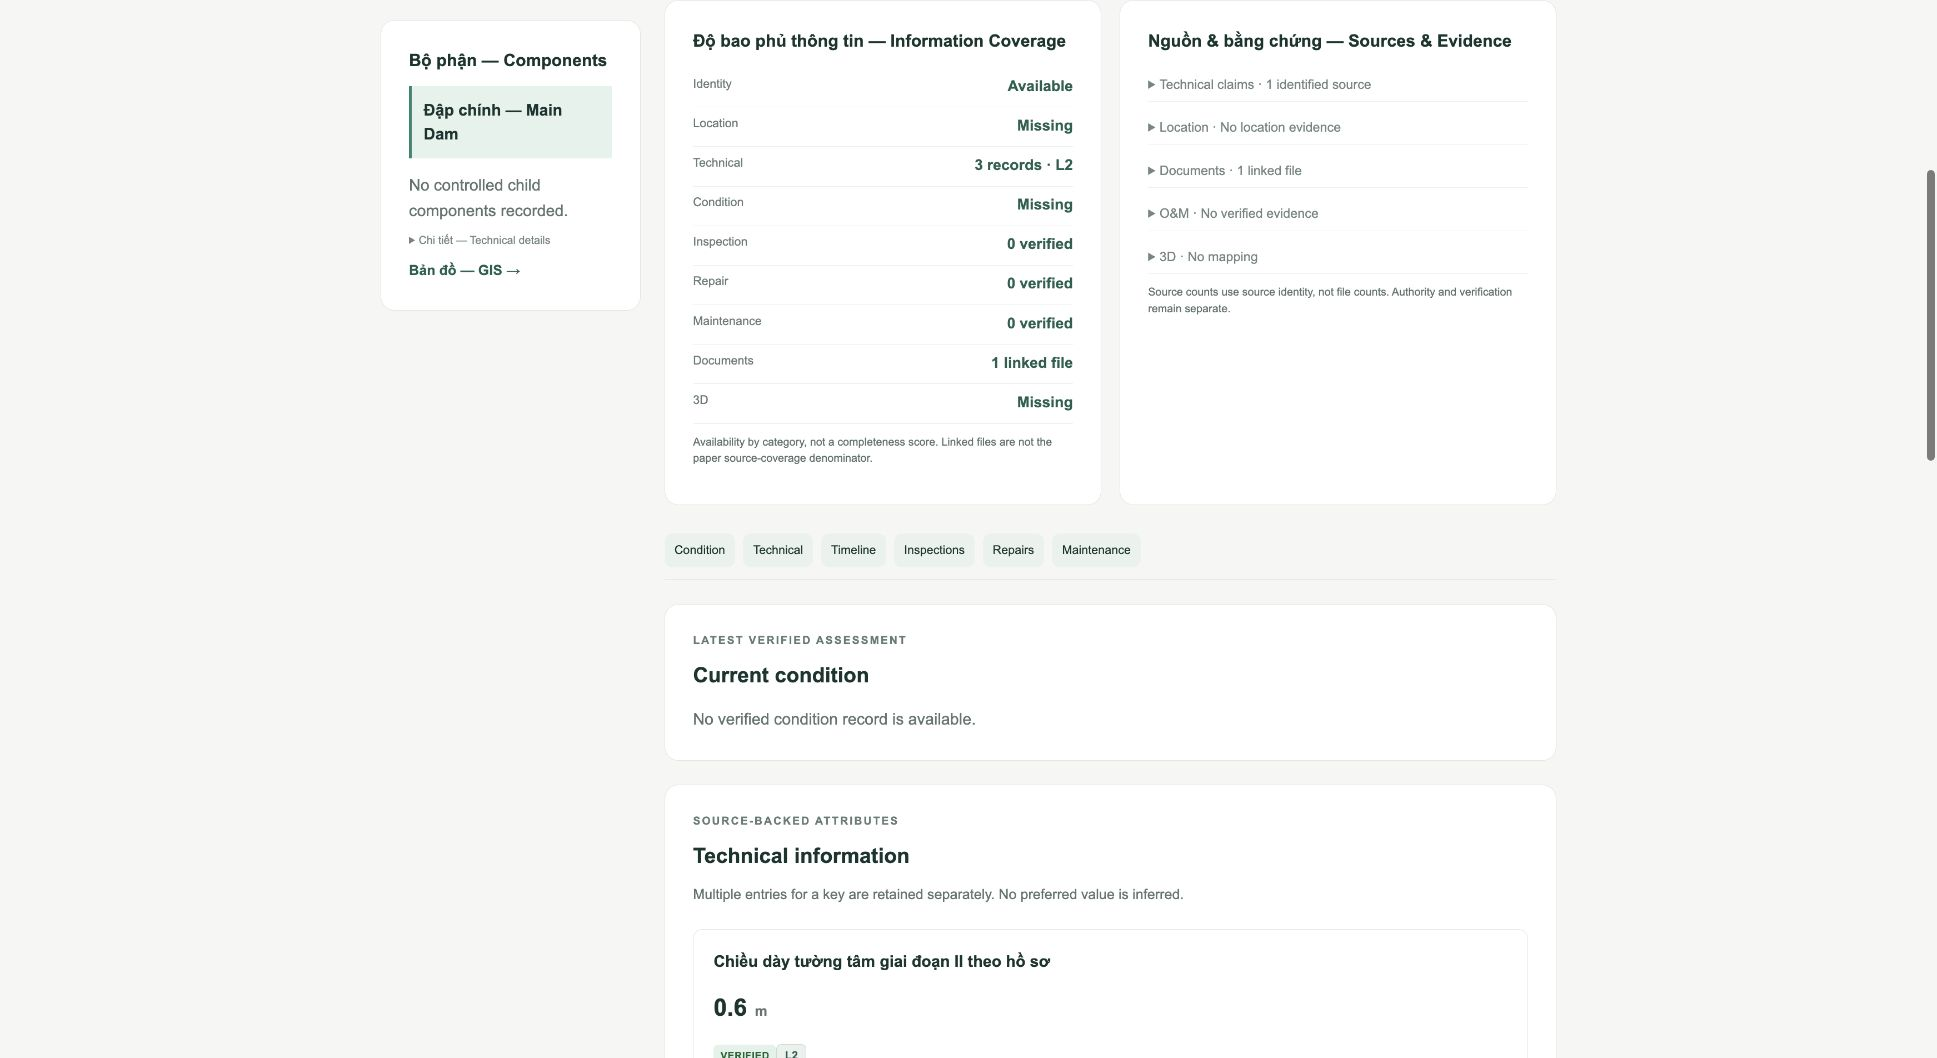 Bộ phận — Components
Đập chính — Main
Dam
No controlled child
components recorded.
▶ Chi tiết — Technical details
Bản đồ — GIS →
Độ bao phủ thông tin — Information Coverage
Identity Available
Location Missing
Technical 3 records · L2
Condition Missing
Inspection 0 verified
Repair 0 verified
Maintenance 0 verified
Documents 1 linked file
3D Missing
Availability by category, not a completeness score. Linked files are not the
paper source-coverage denominator.
Nguồn & bằng chứng — Sources & Evidence
▶ Technical claims · 1 identified source
▶ Location · No location evidence
▶ Documents · 1 linked file
▶ O&M · No verified evidence
▶ 3D · No mapping
Source counts use source identity, not file counts. Authority and verification
remain separate.
Condition Technical Timeline Inspections Repairs Maintenance
LATEST VERIFIED ASSESSMENT
Current condition
No verified condition record is available.
SOURCE-BACKED ATTRIBUTES
Technical information
Multiple entries for a key are retained separately. No preferred value is inferred.
Chiều dày tường tâm giai đoạn II theo hồ sơ
0.6 m
VERIFIED L2